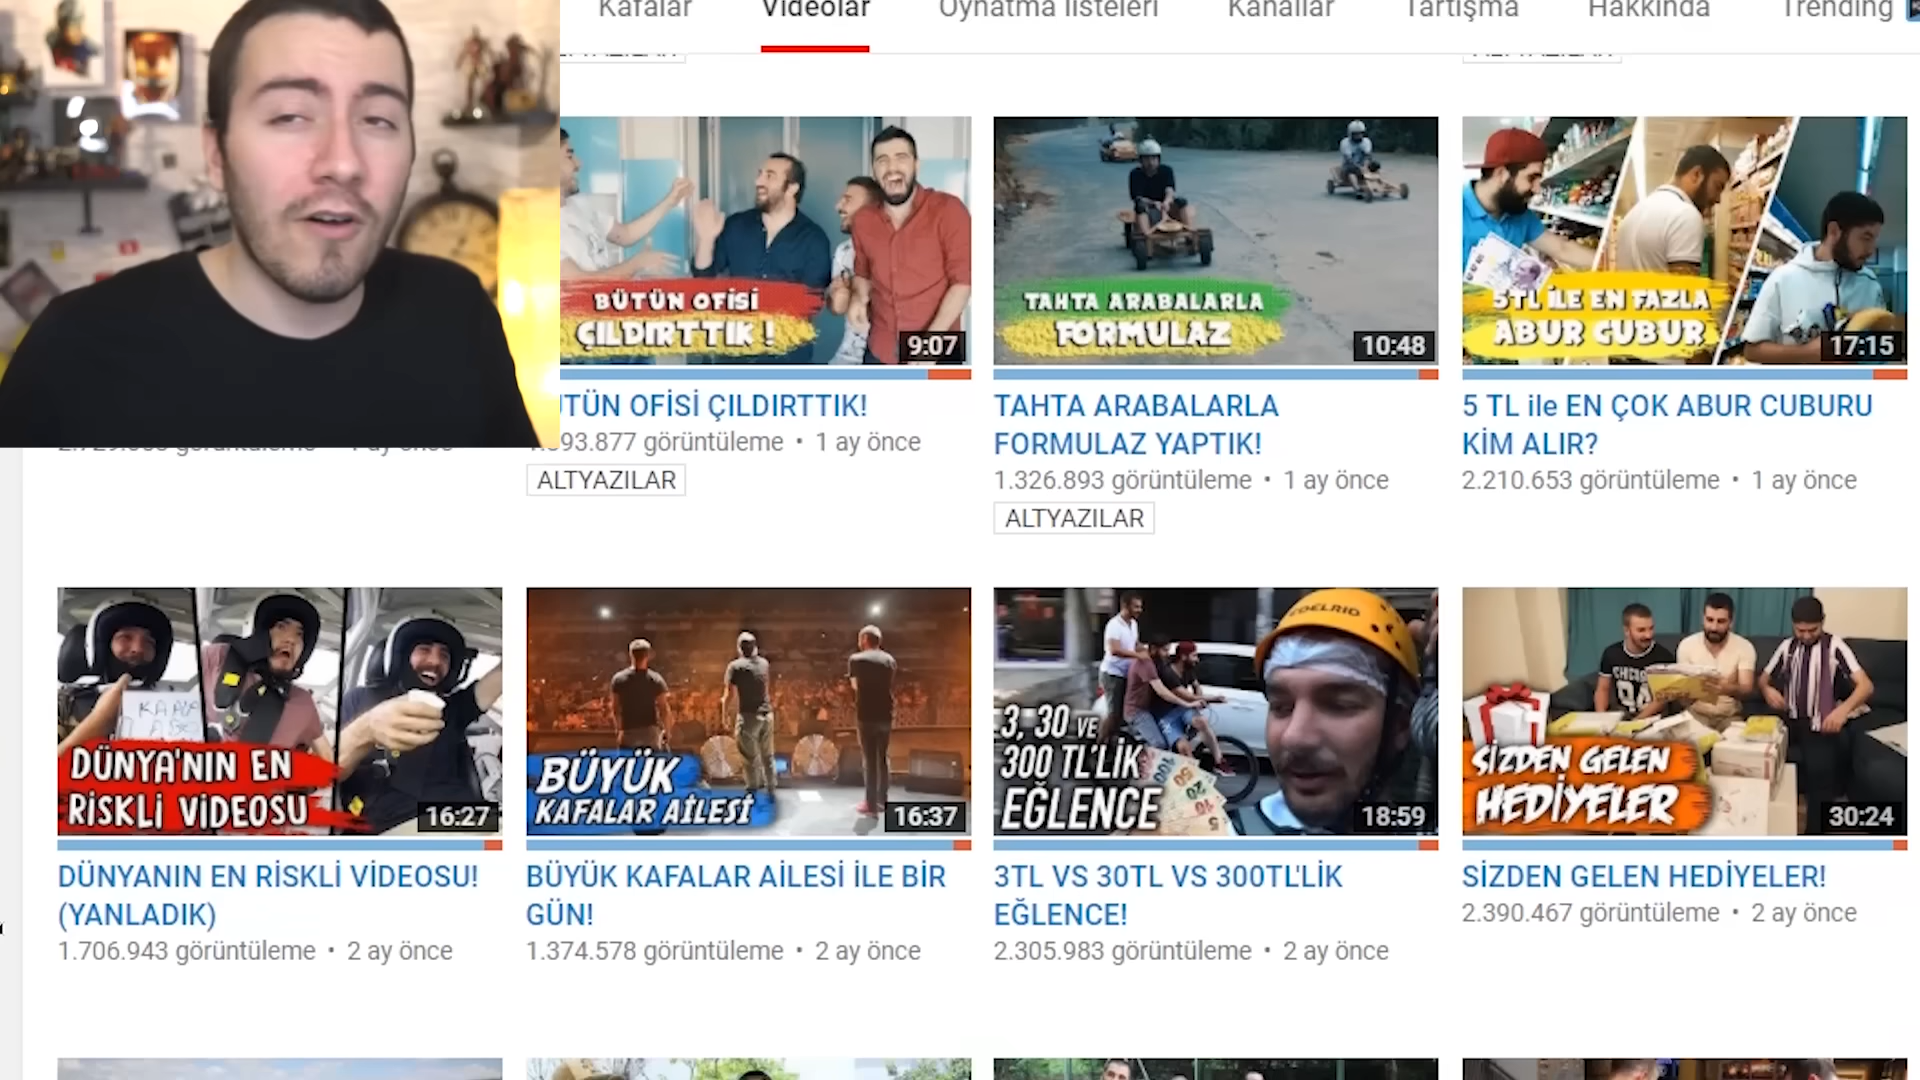 Kafalar
Videolar
Oynatma listeleri
Kanallar
Tartışma
Hakkında
Trending
BÜTÜN OFİSİ
ÇILDIRTTIK !
9:07
TAHTA ARABALARLA
FORMULAZ
10:48
5TL İLE EN FAZLA
ABUR CUBUR
17:15
TÜN OFİSİ ÇILDIRTTIK!
93.877 görüntüleme • 1 ay önce
ALTYAZILAR
TAHTA ARABALARLA
FORMULAZ YAPTIK!
1.326.893 görüntüleme • 1 ay önce
ALTYAZILAR
5 TL ile EN ÇOK ABUR CUBURU
KİM ALIR?
2.210.653 görüntüleme • 1 ay önce
DÜNYA'NIN EN
RİSKLİ VİDEOSU
16:27
BÜYÜK
KAFALAR AİLESİ
16:37
EDELRID
3, 30 VE
300 TL'LİK
EĞLENCE
18:59
SİZDEN GELEN
HEDİYELER
30:24
DÜNYANIN EN RİSKLİ VİDEOSU!
(YANLADIK)
1.706.943 görüntüleme • 2 ay önce
BÜYÜK KAFALAR AİLESİ İLE BİR
GÜN!
1.374.578 görüntüleme • 2 ay önce
3TL VS 30TL VS 300TL'LİK
EĞLENCE!
2.305.983 görüntüleme • 2 ay önce
SİZDEN GELEN HEDİYELER!
2.390.467 görüntüleme • 2 ay önce